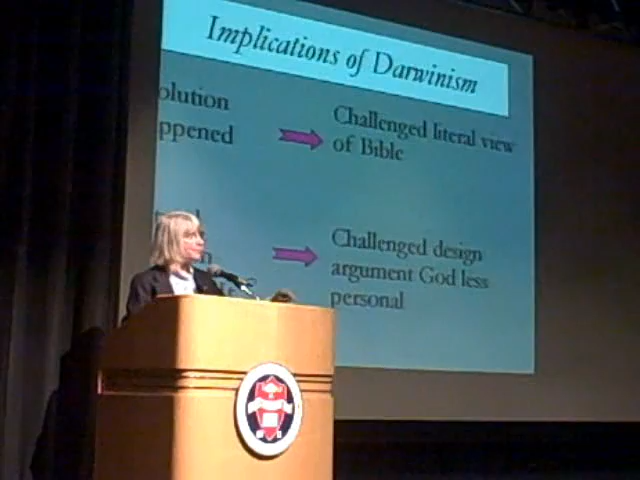 Implications of Darwinism
olution
ppened
Challenged literal view
of Bible
Challenged design
argument God less
personal